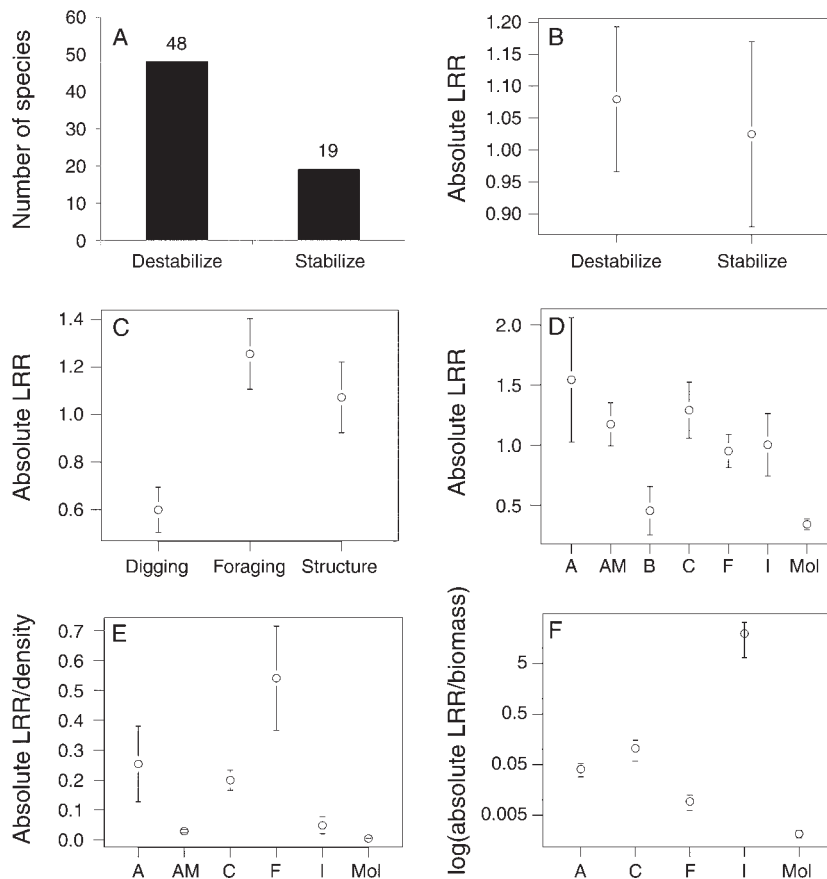 A
Number of species
60
50
40
30
20
10
0
48
19
Destabilize Stabilize
B
Absolute LRR
1.20
1.15
1.10
1.05
1.00
0.95
0.90
Destabilize Stabilize
C
Absolute LRR
1.4
1.2
1.0
0.8
0.6
Digging Foraging Structure
D
Absolute LRR
2.0
1.5
1.0
0.5
A AM B C F I Mol
E
Absolute LRR/density
0.7
0.6
0.5
0.4
0.3
0.2
0.1
0.0
A AM C F I Mol
F
log(absolute LRR/biomass)
5
0.5
0.05
0.005
A C F I Mol